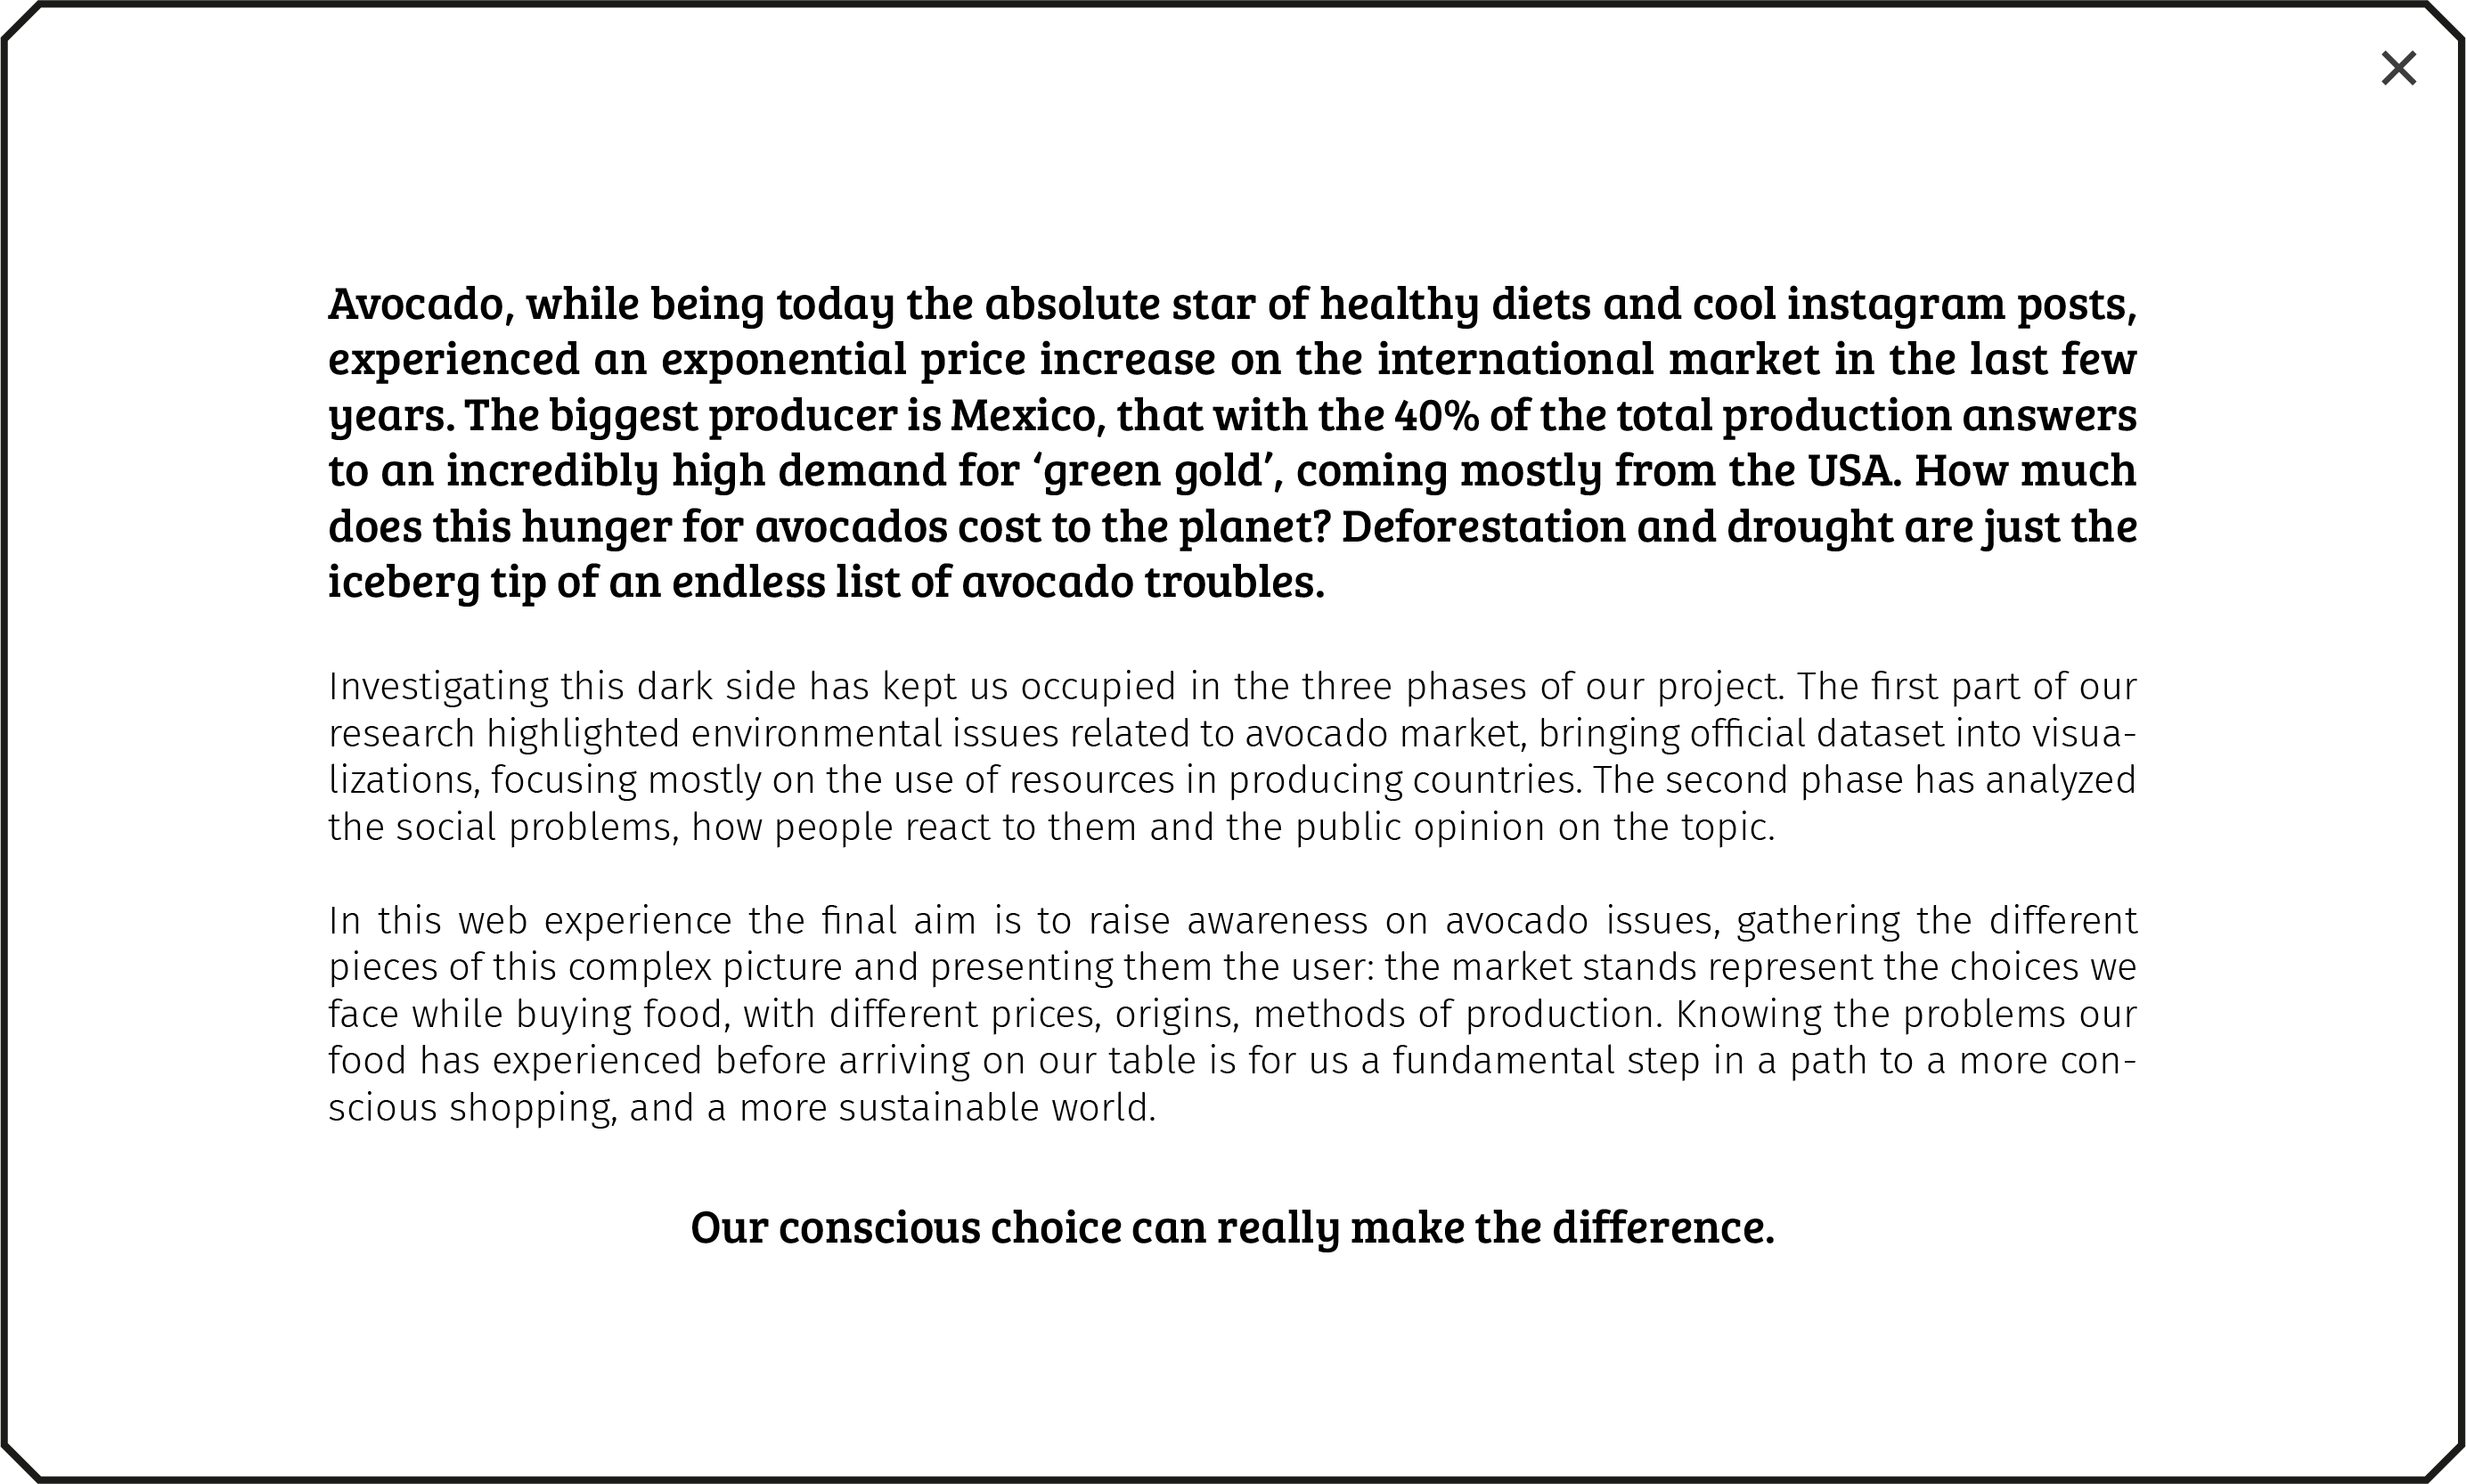 Avocado, while being today the absolute star of healthy diets and cool instagram posts,
experienced an exponential price increase on the international market in the last few
years. The biggest producer is Mexico, that with the 40% of the total production answers
to an incredibly high demand for ‘green gold’, coming mostly from the USA. How much
does this hunger for avocados cost to the planet? Deforestation and drought are just the
iceberg tip of an endless list of avocado troubles.
Investigating this dark side has kept us occupied in the three phases of our project. The first part of our
research highlighted environmental issues related to avocado market, bringing official dataset into visua-
lizations, focusing mostly on the use of resources in producing countries. The second phase has analyzed
the social problems, how people react to them and the public opinion on the topic.
In this web experience the final aim is to raise awareness on avocado issues, gathering the different
pieces of this complex picture and presenting them the user: the market stands represent the choices we
face while buying food, with different prices, origins, methods of production. Knowing the problems our
food has experienced before arriving on our table is for us a fundamental step in a path to a more con-
scious shopping, and a more sustainable world.
Our conscious choice can really make the difference.